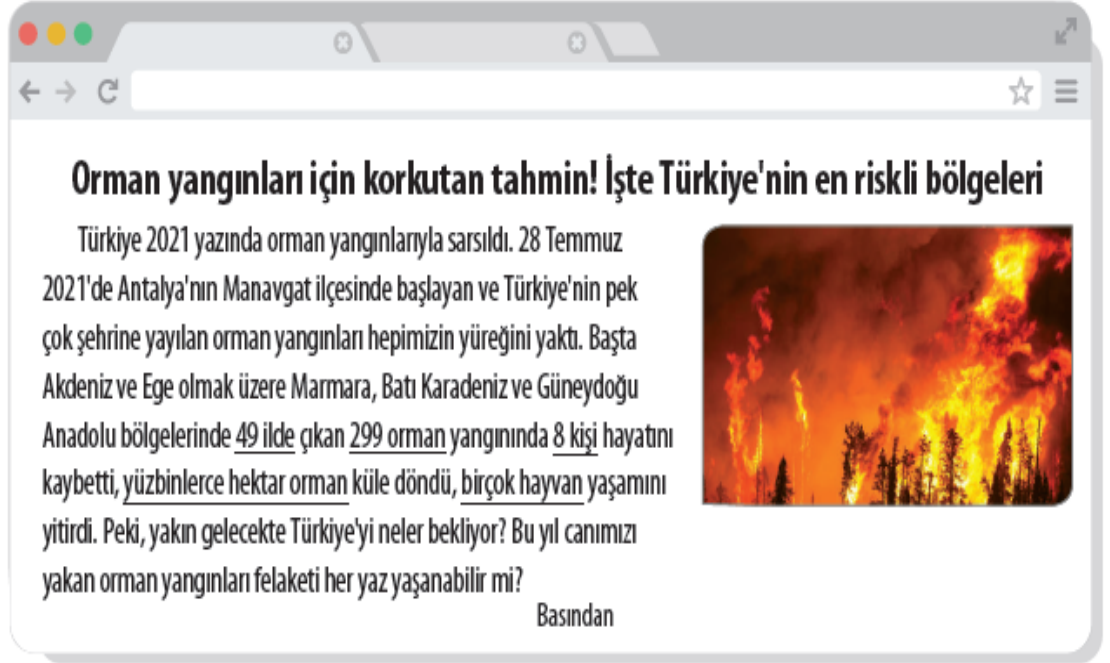 Orman yangınları için korkutan tahmin! İşte Türkiye'nin en riskli bölgeleri
Türkiye 2021 yazında orman yangınlarıyla sarsıldı. 28 Temmuz
2021'de Antalya'nın Manavgat ilçesinde başlayan ve Türkiye'nin pek
çok şehrine yayılan orman yangınları hepimizin yüreğini yaktı. Başta
Akdeniz ve Ege olmak üzere Marmara, Batı Karadeniz ve Güneydoğu
Anadolu bölgelerinde 49 ilde çıkan 299 orman yangınında 8 kişi hayatını
kaybetti, yüzbinlerce hektar orman küle döndü, birçok hayvan yaşamını
yitirdi. Peki, yakın gelecekte Türkiye'yi neler bekliyor? Bu yıl canımızı
yakan orman yangınları felaketi her yaz yaşanabilir mi?
Basından